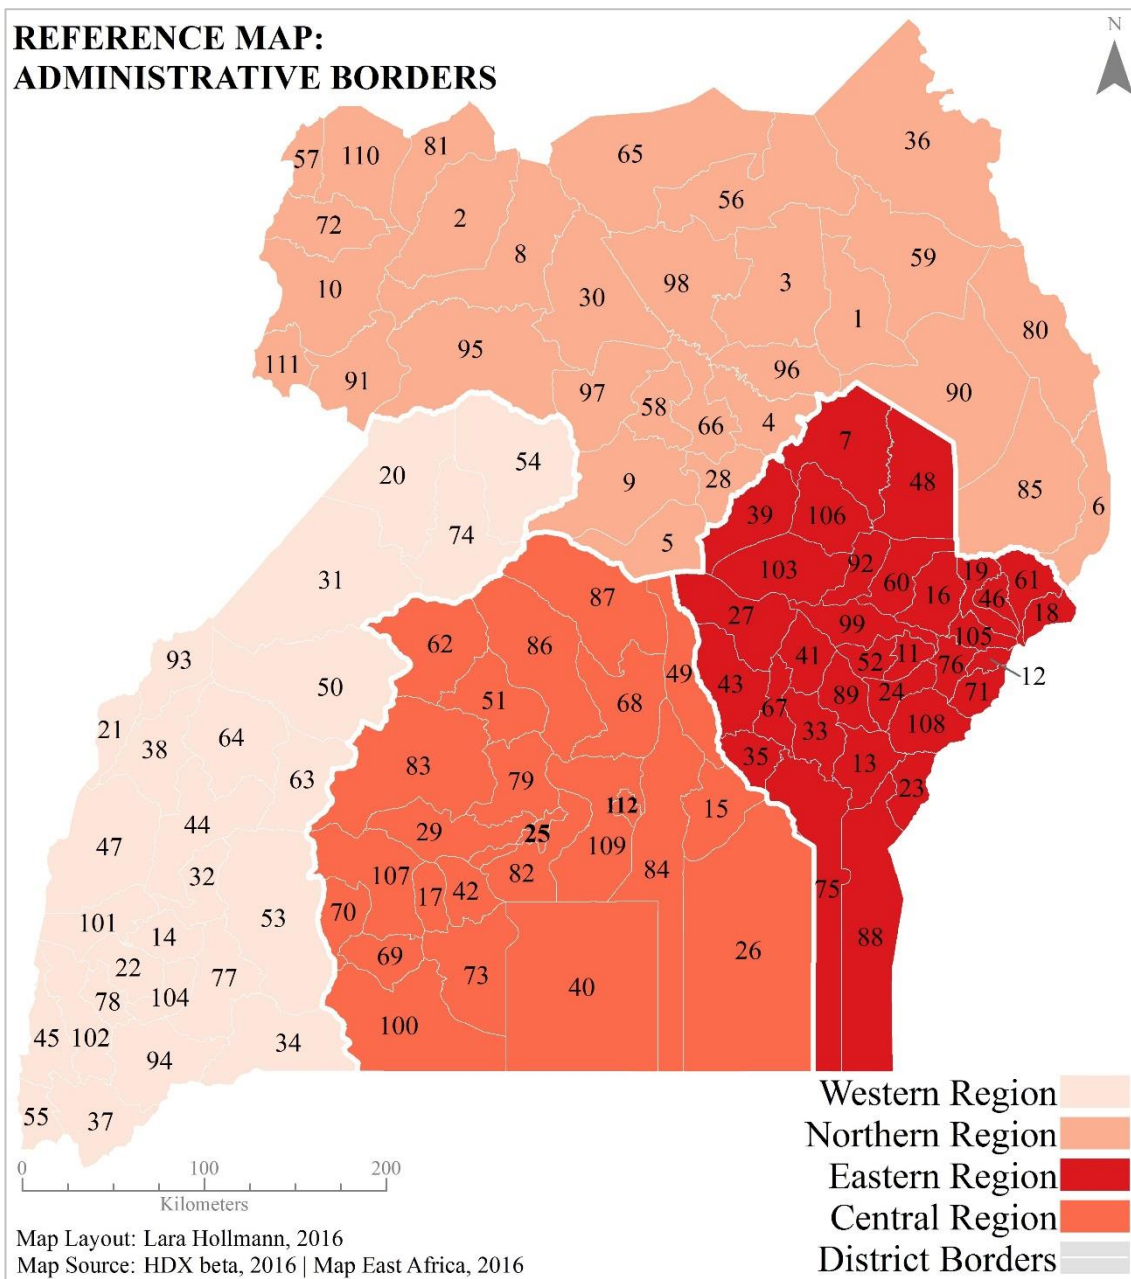 REFERENCE MAP:
ADMINISTRATIVE BORDERS
N
36
57 110 81 65
56
72 2
8 59
10 30 98 3
1 80
95
111 91 96
97 58 90
66 4
7
20 54 9 28 48
85 6
39 106
74
5
31 103 92
87 60 19 61
16 46
27 18
62 86 99 105
93 41 11
52 76 12
50 49
43 89 24 71
51 68 67
21 38 64 33 108
35
83 13
63 79 23
112 15
44 29 25
47 109
32 107 82 84
17 42 75
70
101 53
14 88
69 26
22 77 73
78 104 40
100
45 102 34
94
55 37
0 100 200
Kilometers
Map Layout: Lara Hollmann, 2016
Map Source: HDX beta, 2016 | Map East Africa, 2016
Western Region
Northern Region
Eastern Region
Central Region
District Borders